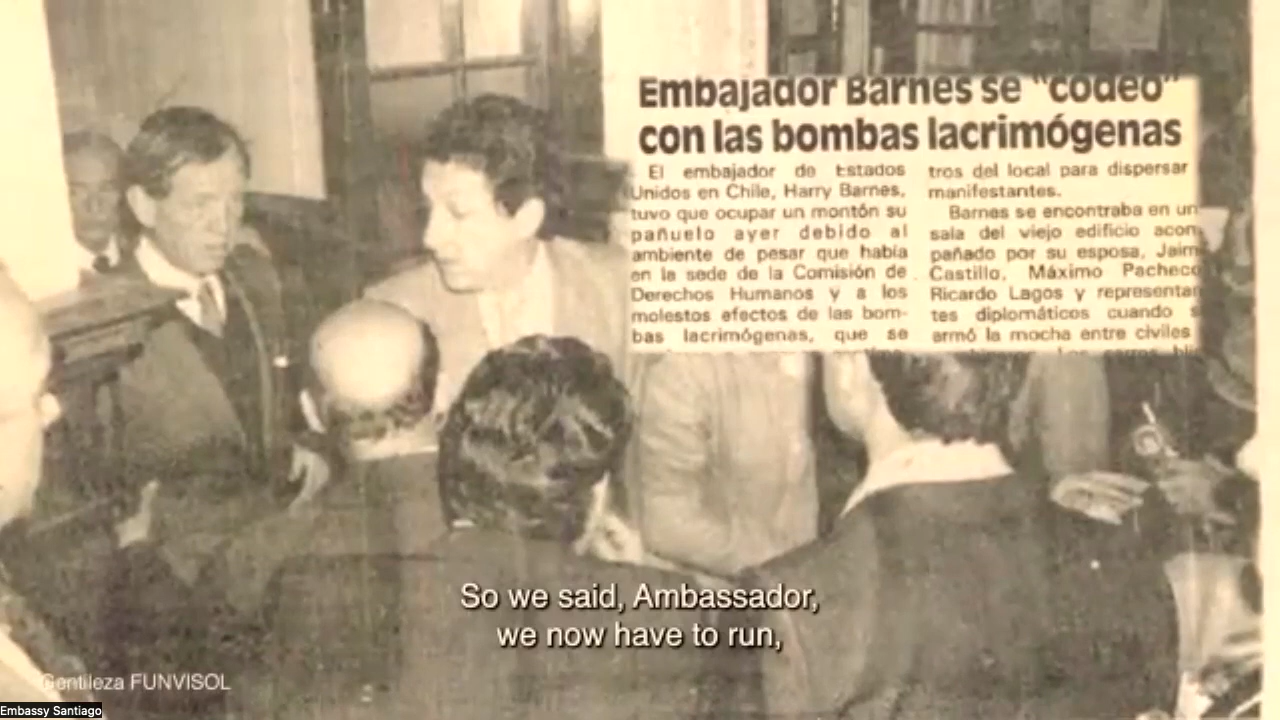 Embajador Barnes se "codeó"
con las bombas lacrimógenas
El embajador de Estados
Unidos en Chile, Harry Barnes,
tuvo que ocupar un montón su
pañuelo ayer debido al
ambiente de pesar que había
en la sede de la Comisión de
Derechos Humanos y a los
molestos efectos de las bom-
bas lacrimógenas, que se
tros del local para dispersar
manifestantes.
Barnes se encontraba en un
sala del viejo edificio acom
pañado por su esposa, Jaim
Castillo, Máximo Pacheco
Ricardo Lagos y representan
tes diplomáticos cuando s
armó la mocha entre civiles
So we said, Ambassador,
we now have to run,
Gentileza FUNVISOL
Embassy Santiago